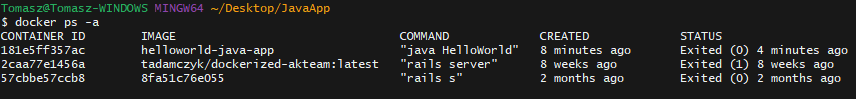 Tomasz@Tomasz-WINDOWS MINGW64 ~/Desktop/JavaApp
$ docker ps -a
CONTAINER ID IMAGE COMMAND CREATED STATUS
181e5ff357ac helloworld-java-app "java HelloWorld" 8 minutes ago Exited (0) 4 minutes ago
2caa77e1456a tadamczyk/dockerized-akteam:latest "rails server" 8 weeks ago Exited (1) 8 weeks ago
57cbbe57ccb8 8fa51c76e055 "rails s" 2 months ago Exited (0) 2 months ago